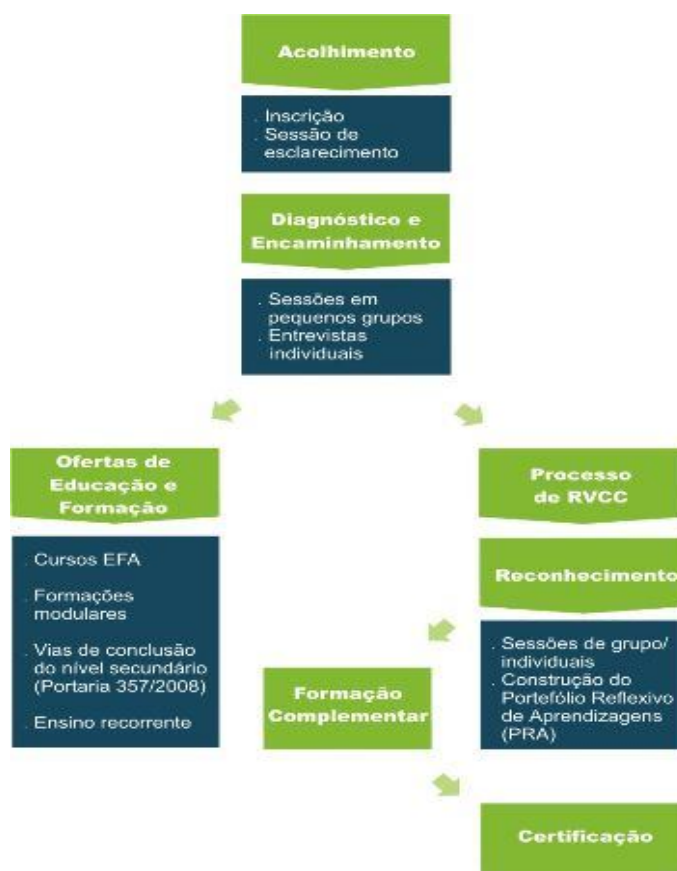 Acolhimento
. Inscrição
. Sessão de
esclarecimento
Diagnóstico e
Encaminhamento
. Sessões em
pequenos grupos
. Entrevistas
individuais
Ofertas de
Educação e
Formação
. Cursos EFA
. Formações
modulares
. Vias de conclusão
do nível secundário
(Portaria 357/2008)
. Ensino recorrente
Processo
de RVCC
Reconhecimento
. Sessões de grupo/
individuais
. Construção do
Portefólio Reflexivo
de Aprendizagens
(PRA)
Formação
Complementar
Certificação